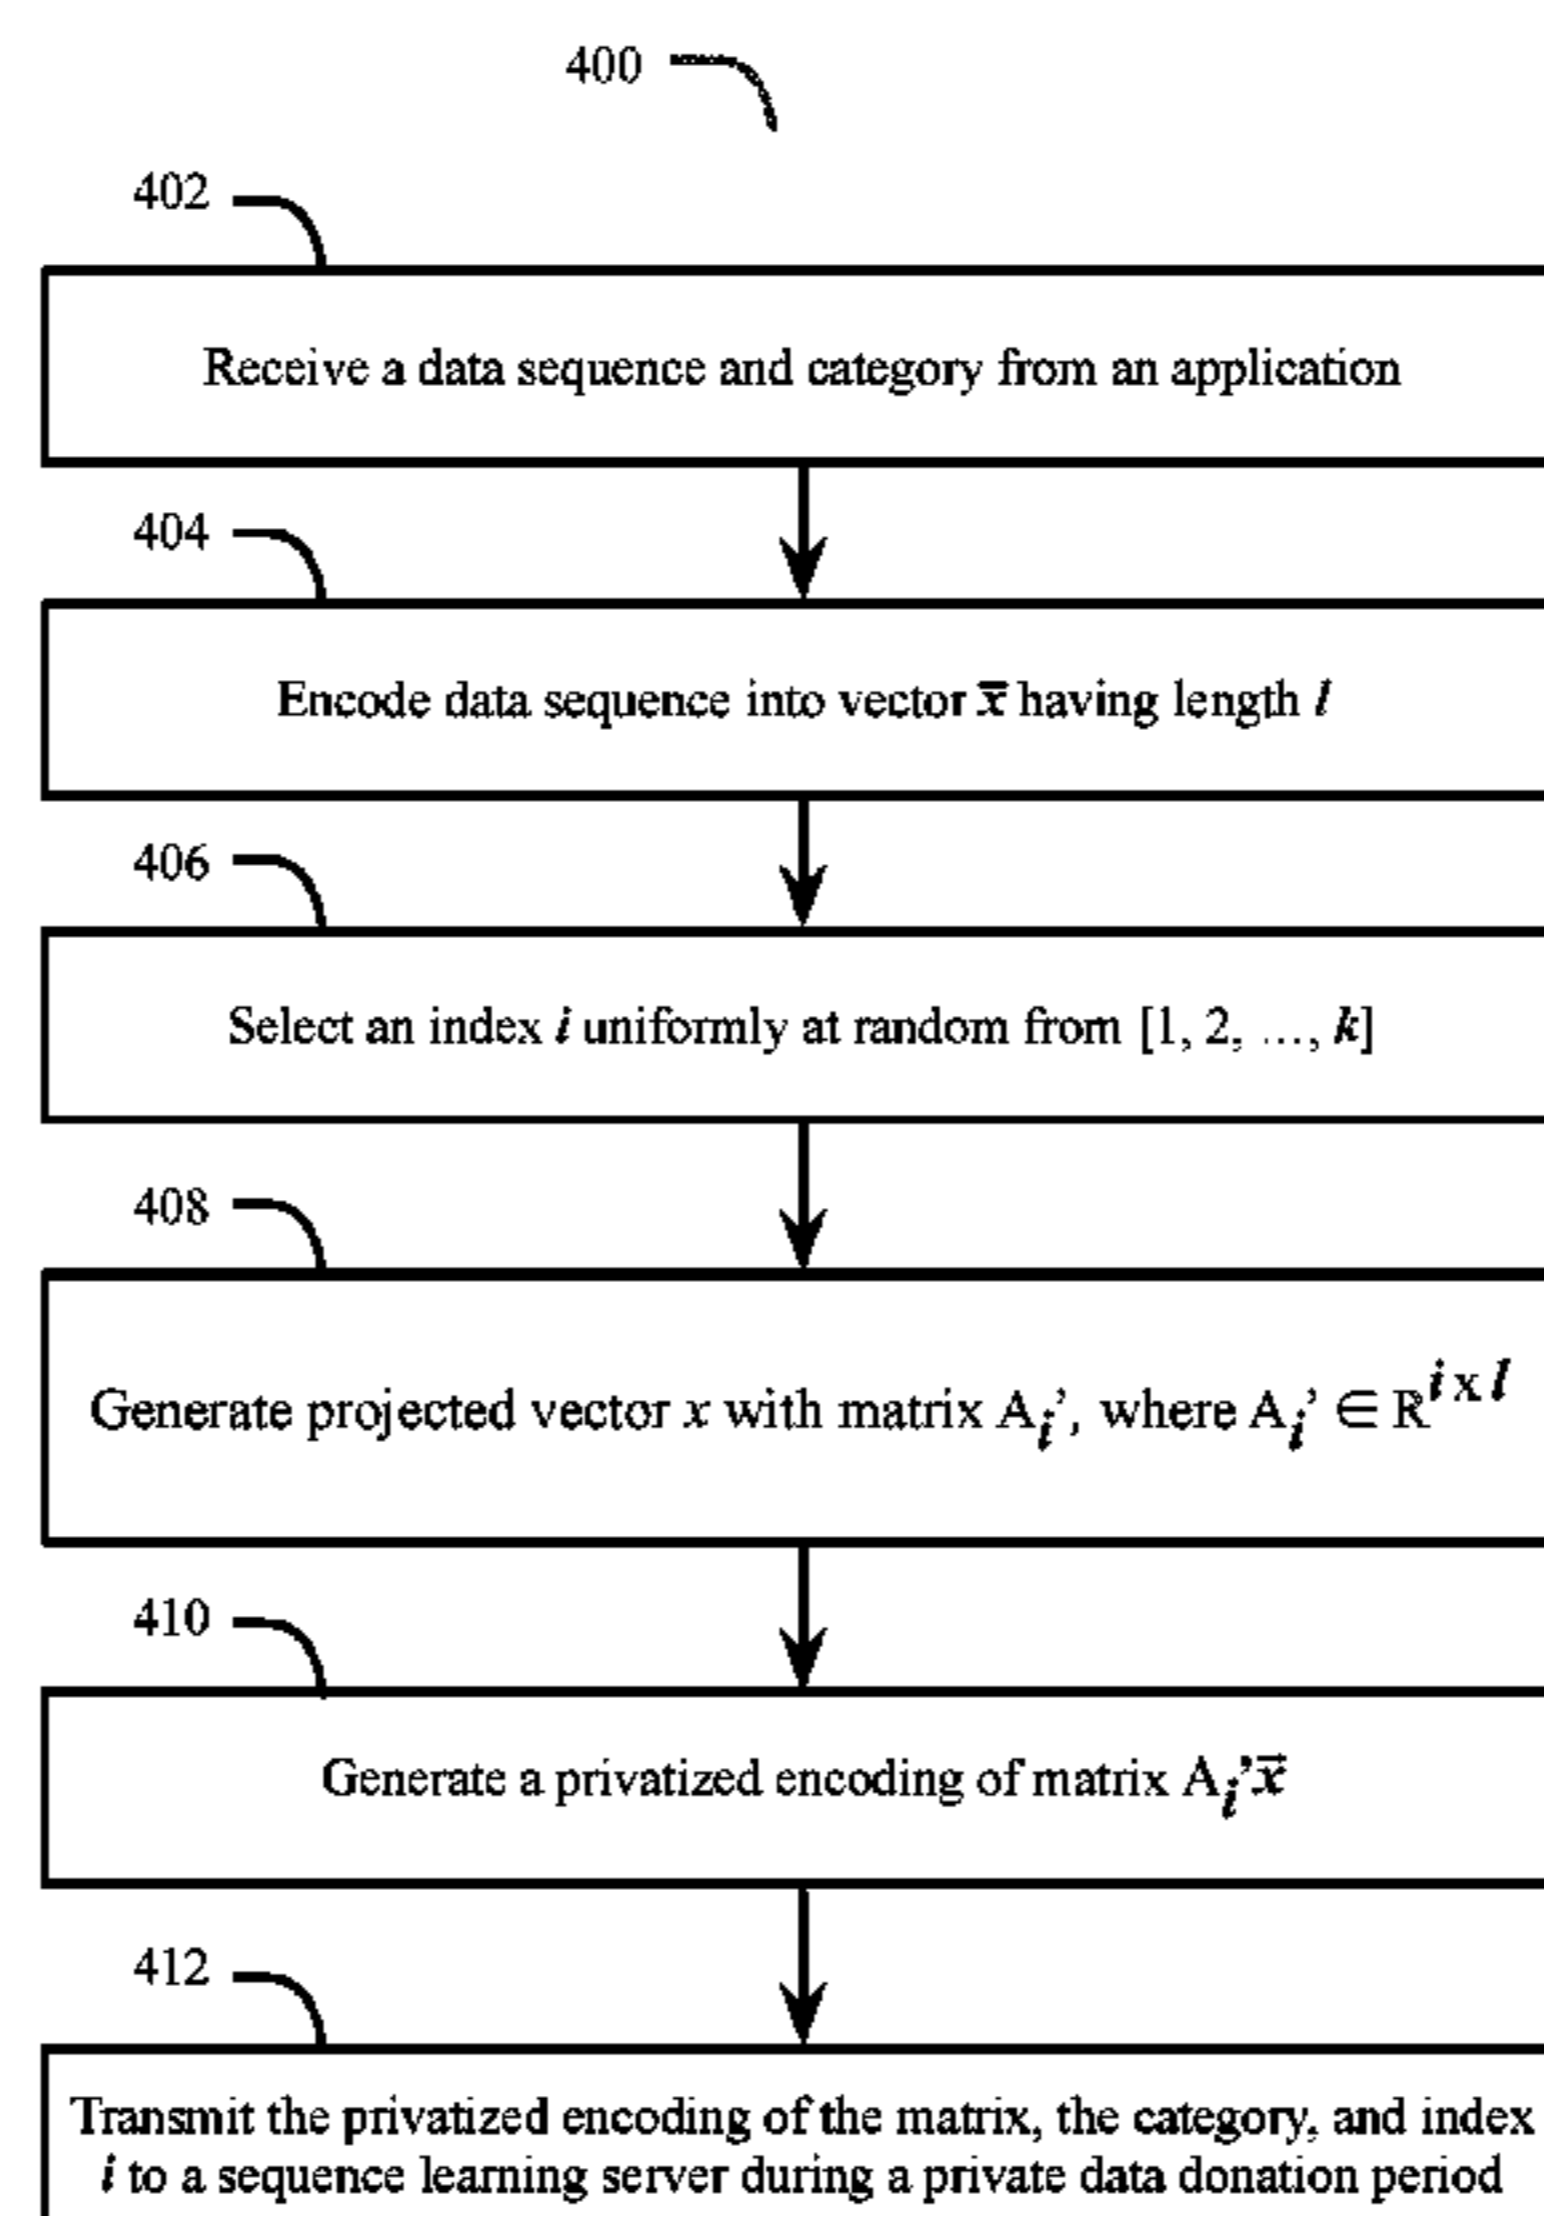 400
402
Receive a data sequence and category from an application
404
Encode data sequence into vector x̅ having length l
406
Select an index i uniformly at random from [1, 2, ..., k]
408
Generate projected vector x with matrix Aᵢ’, where Aᵢ’ ∈ R^i x l
410
Generate a privatized encoding of matrix Aᵢ’x⃗
412
Transmit the privatized encoding of the matrix, the category, and index
i to a sequence learning server during a private data donation period